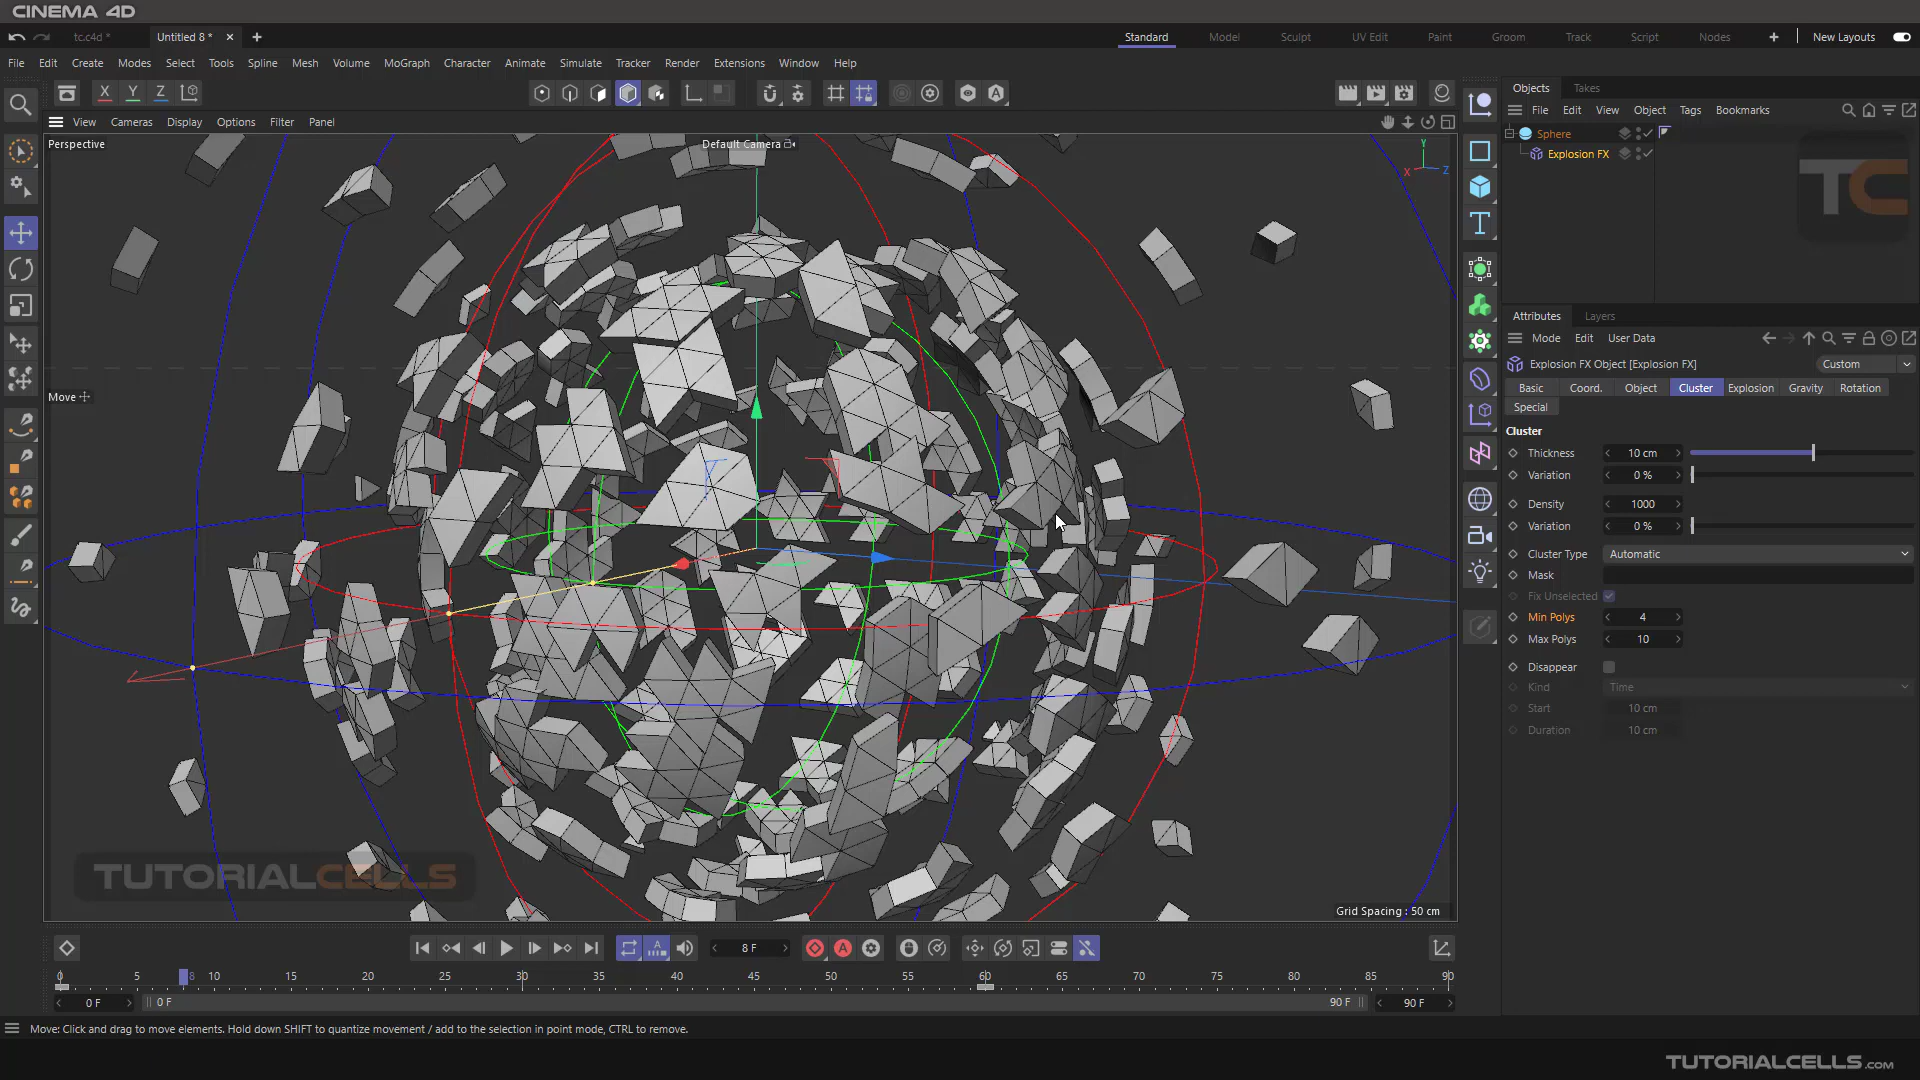 CINEMA 4D
tc.c4d *
Untitled 8 *
Standard
Model
Sculpt
UV Edit
Paint
Groom
Track
Script
Nodes
New Layouts
File Edit Create Modes Select Tools Spline Mesh Volume MoGraph Character Animate Simulate Tracker Render Extensions Window Help
X Y Z
View Cameras Display Options Filter Panel
Perspective
Default Camera
Y
X
Z
Move
Grid Spacing : 50 cm
TUTORIALCELLS
Objects Takes
File Edit View Object Tags Bookmarks
Sphere
Explosion FX
TC
Attributes Layers
Mode Edit User Data
Explosion FX Object [Explosion FX]
Custom
Basic Coord. Object Cluster Explosion Gravity Rotation
Special
Cluster
Thickness 10 cm
Variation 0 %
Density 1000
Variation 0 %
Cluster Type Automatic
Mask
Fix Unselected
Min Polys 4
Max Polys 10
Disappear
Kind Time
Start 10 cm
Duration 10 cm
8 F
0 5 8 10 15 20 25 30 35 40 45 50 55 60 65 70 75 80 85 90
0 F
0 F
90 F
90 F
Move: Click and drag to move elements. Hold down SHIFT to quantize movement / add to the selection in point mode, CTRL to remove.
TUTORIALCELLS.com